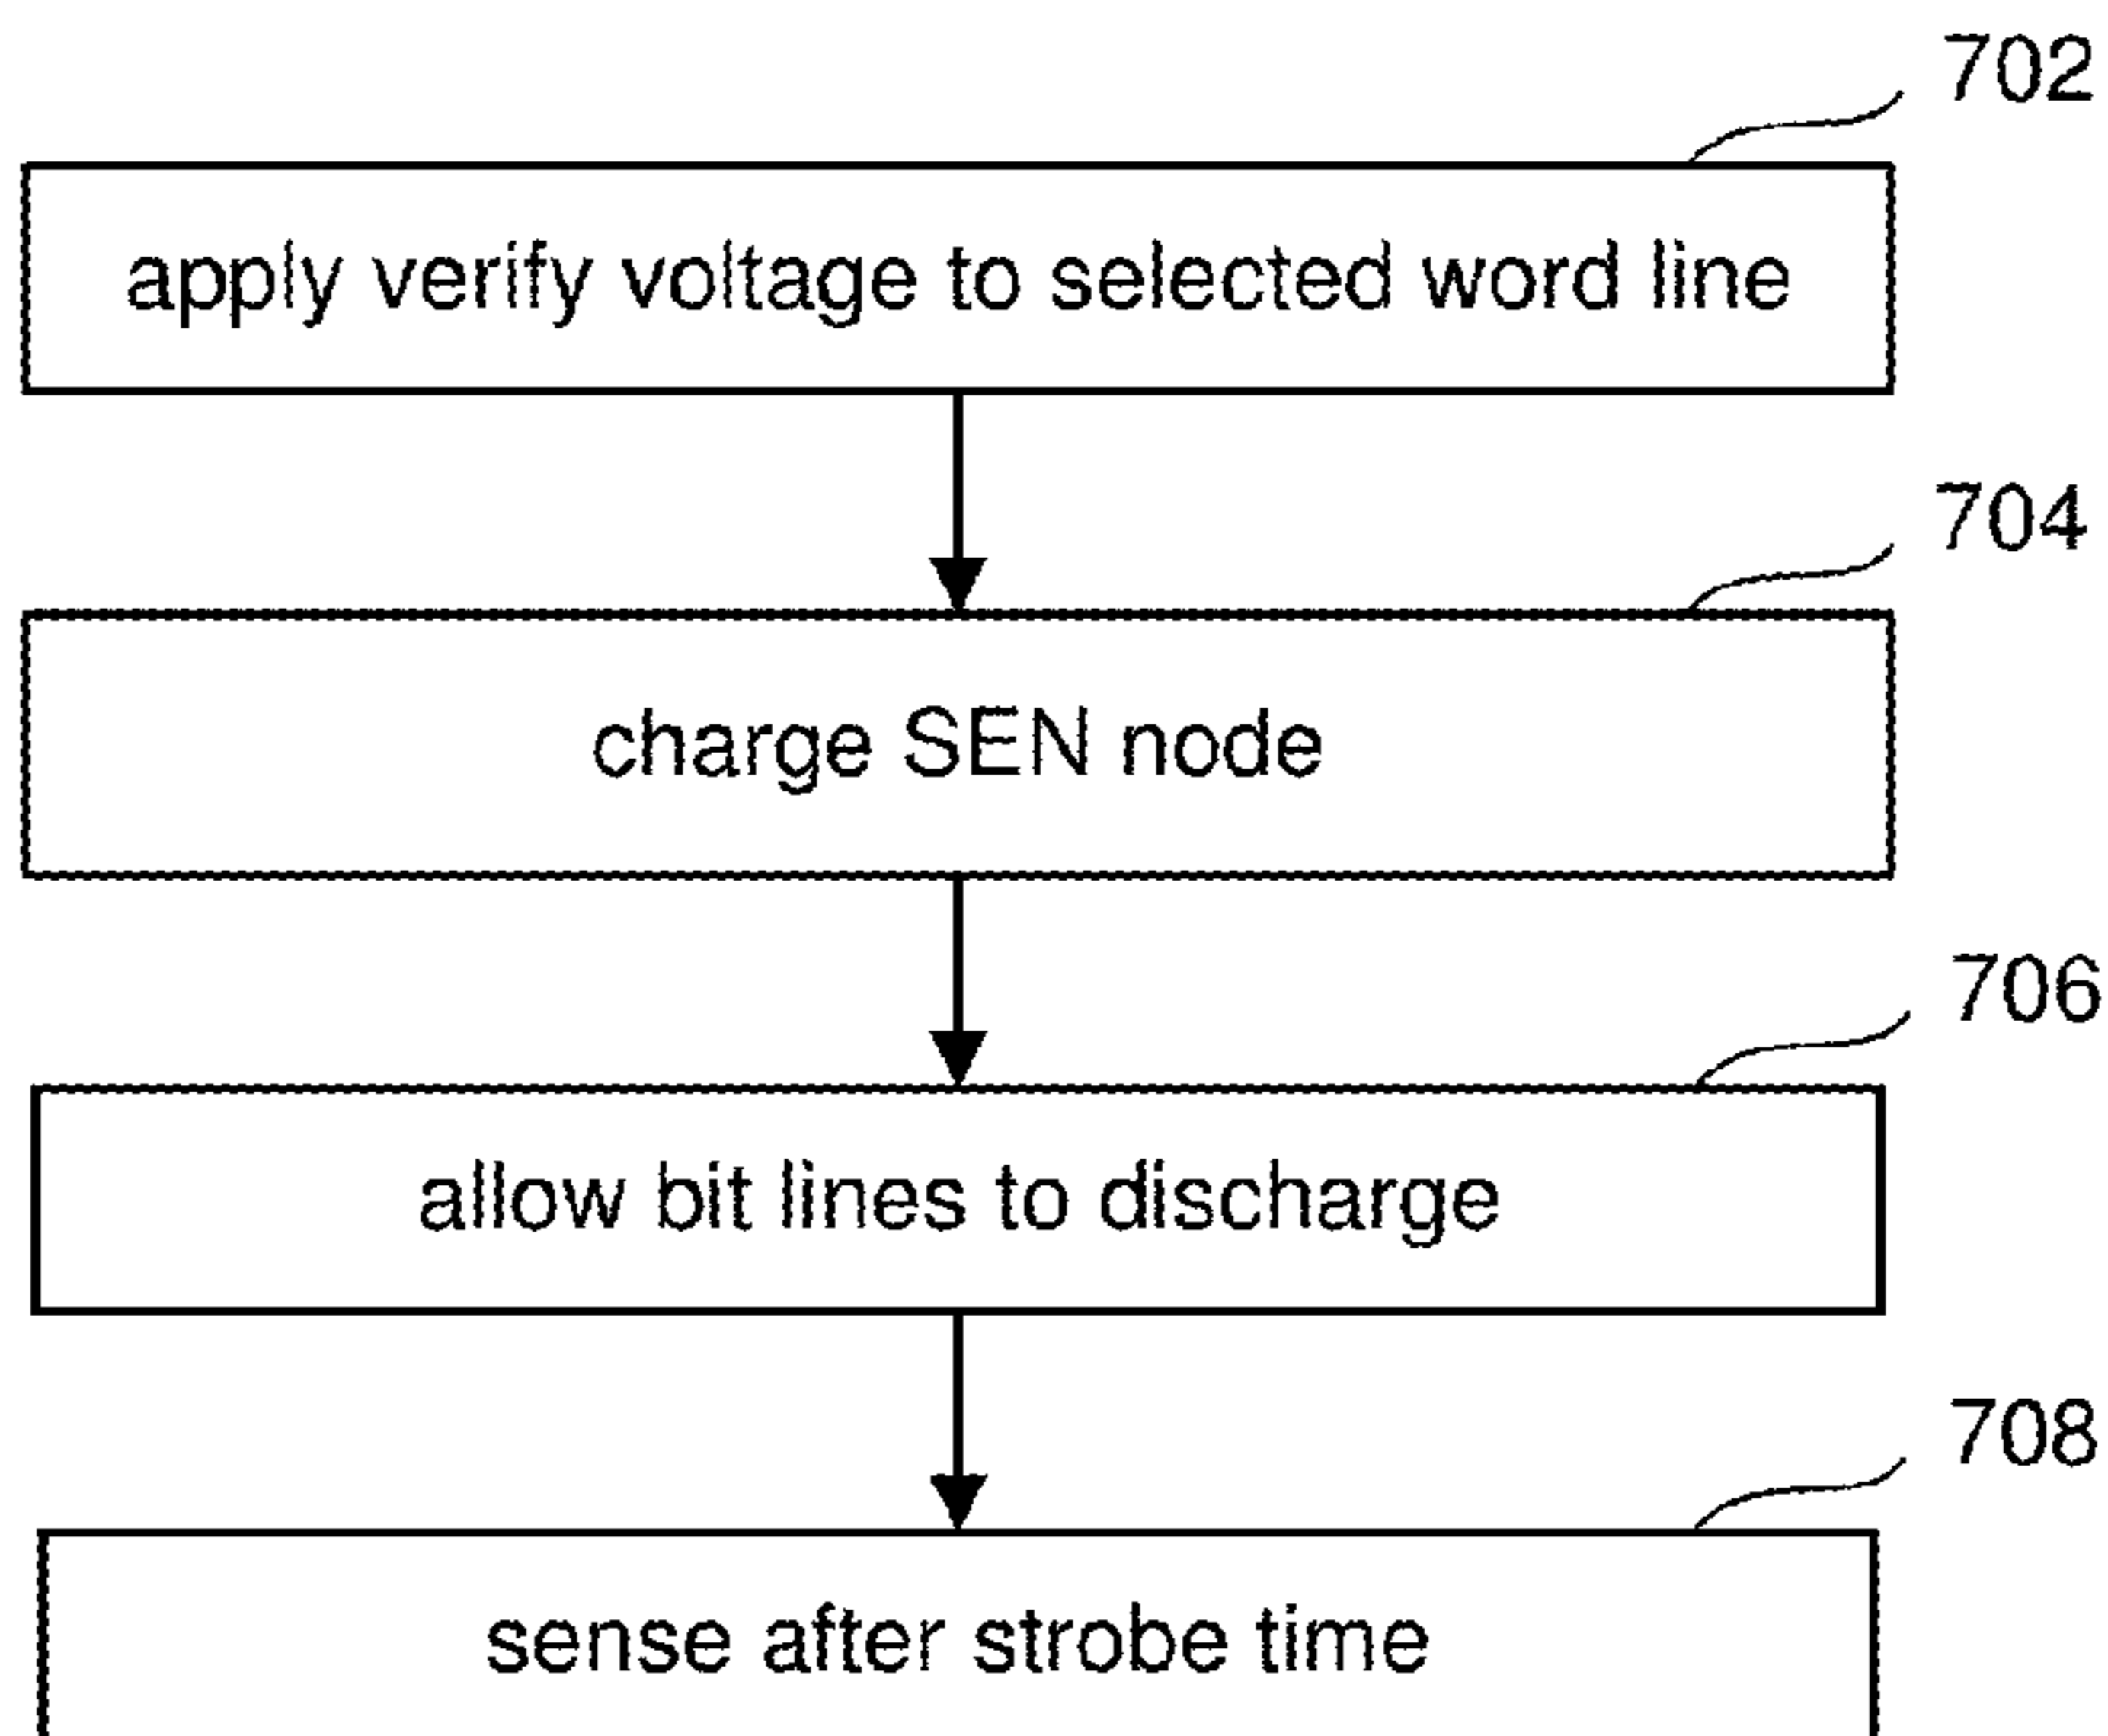 702
apply verify voltage to selected word line
704
charge SEN node
706
allow bit lines to discharge
708
sense after strobe time